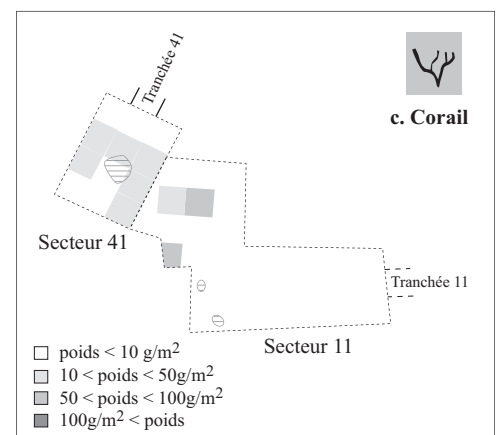 Tranchée 41
c. Corail
Secteur 41
Tranchée 11
Secteur 11
poids < 10 g/m²
10 < poids < 50g/m²
50 < poids < 100g/m²
100g/m² < poids